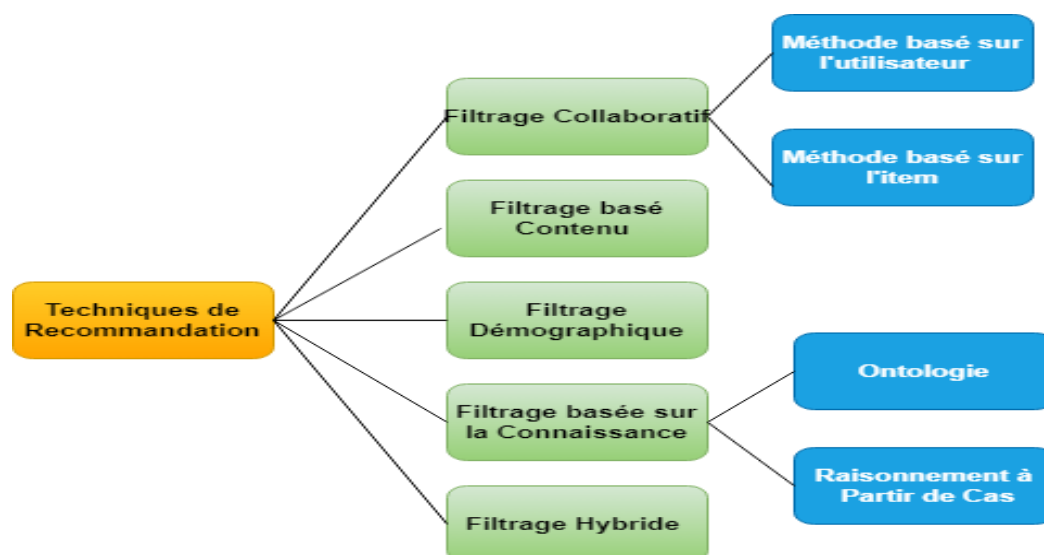 Méthode basé sur
l'utilisateur
Filtrage Collaboratif
Méthode basé sur
l'item
Filtrage basé
Contenu
Techniques de
Recommandation
Filtrage
Démographique
Ontologie
Filtrage basée sur
la Connaissance
Raisonnement à
Partir de Cas
Filtrage Hybride